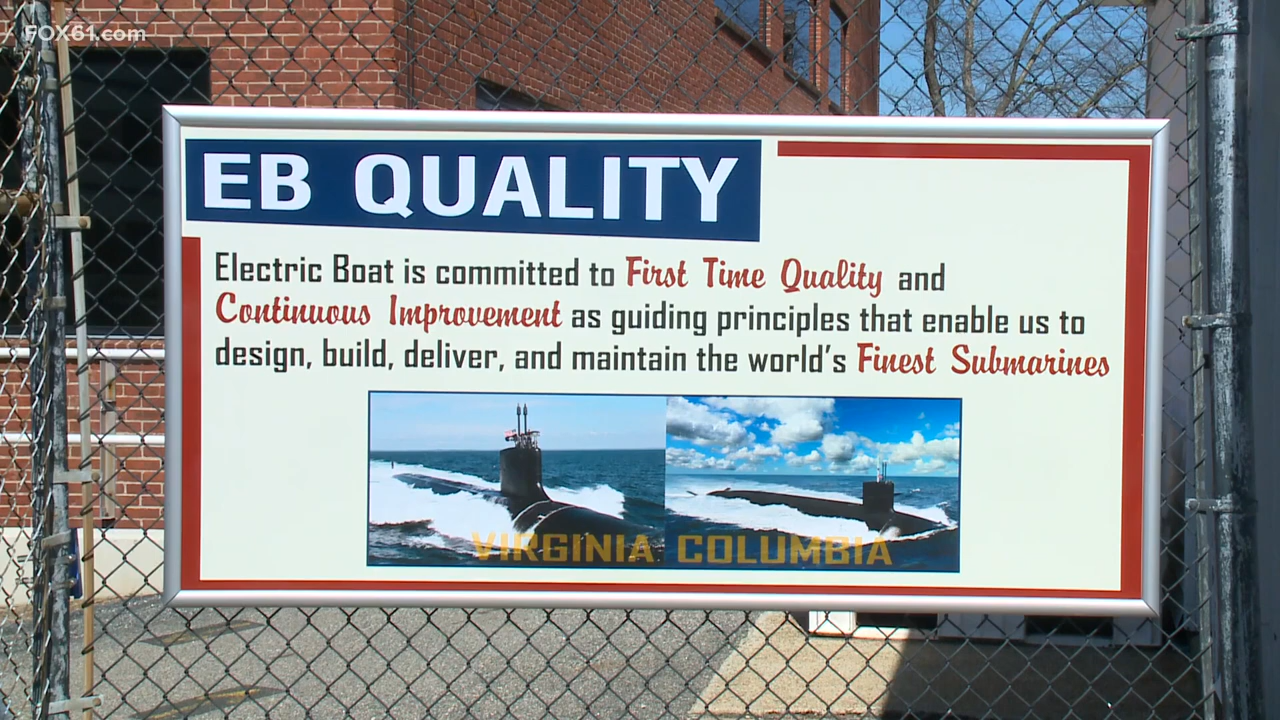 FOX61.com
EB QUALITY
Electric Boat is committed to First Time Quality and
Continuous Improvement as guiding principles that enable us to
design, build, deliver, and maintain the world's Finest Submarines
VIRGINIA COLUMBIA